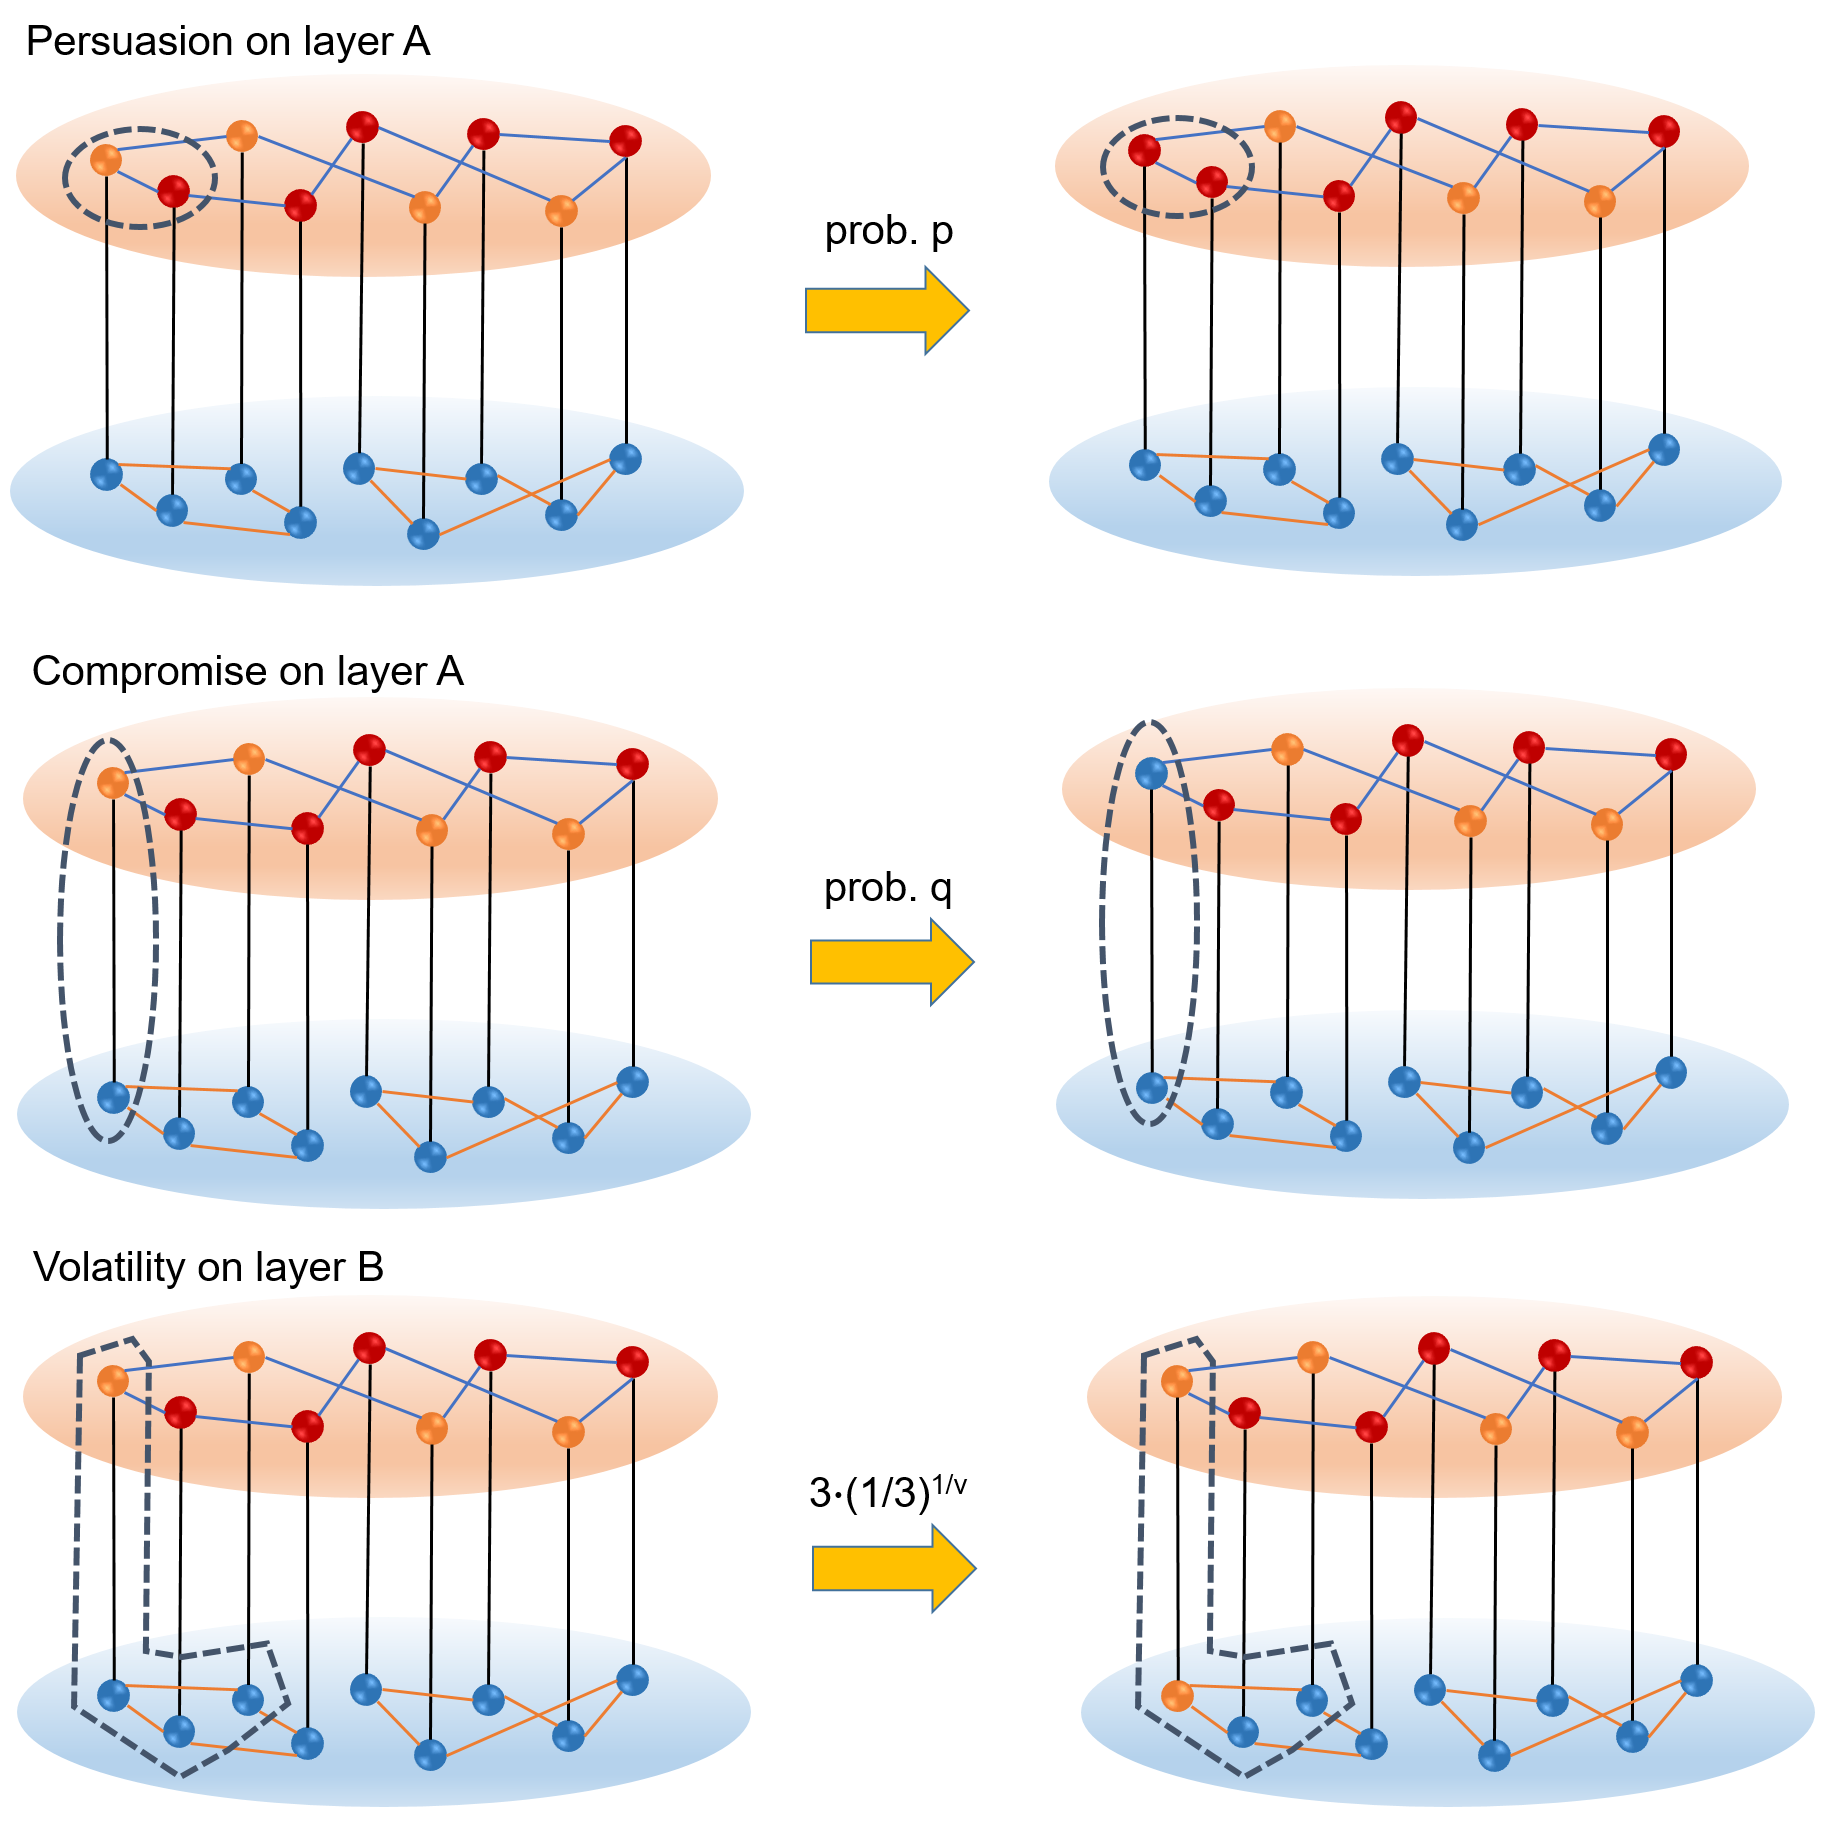 Persuasion on layer A
prob. p
Compromise on layer A
prob. q
Volatility on layer B
3·(1/3)^1/v